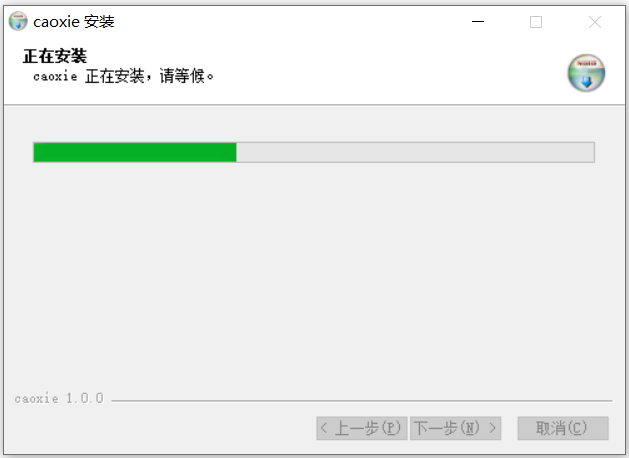 caoxie 安装
正在安装
caoxie 正在安装，请等候。
caoxie 1.0.0
< 上一步(P) 下一步(N) > 取消(C)